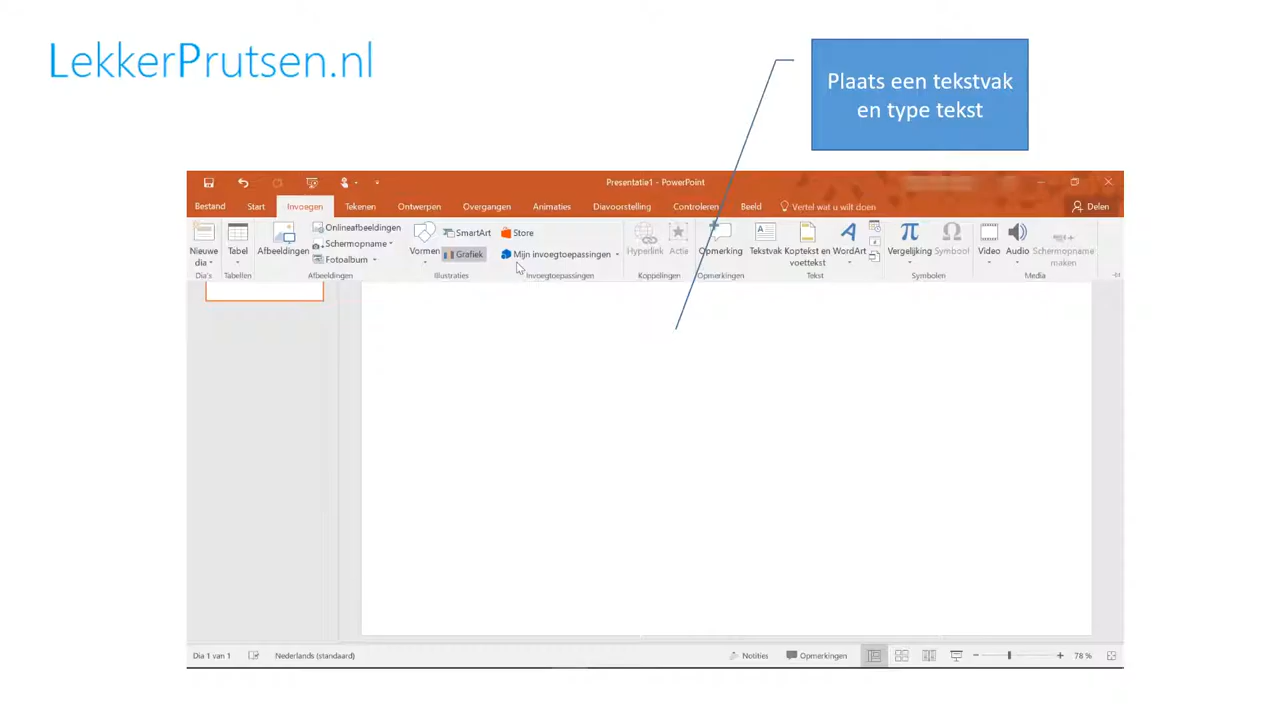 LekkerPrutsen.nl
Plaats een tekstvak
en type tekst
Presentatie1 - PowerPoint
Bestand Start Invoegen Tekenen Ontwerpen Overgangen Animaties Diavoorstelling Controleren Beeld Vertel wat u wilt doen Delen
Nieuwe dia Tabel Afbeeldingen Onlineafbeeldingen Schermopname Fotoalbum Vormen SmartArt Grafiek Store Mijn invoegtoepassingen Hyperlink Actie Opmerking Tekstvak Koptekst en voettekst WordArt Vergelijking Symbool Video Audio Schermopname maken
Dia's Tabellen Afbeeldingen Illustraties Invoegtoepassingen Koppelingen Opmerkingen Tekst Symbolen Media
Dia 1 van 1 Nederlands (standaard) Notities Opmerkingen 78 %